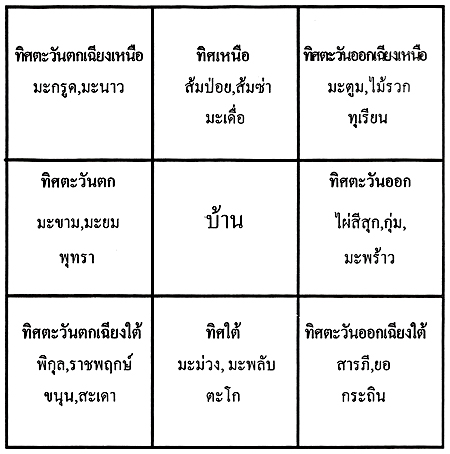 ทิศตะวันตกเฉียงเหนือ
มะกรูด,มะนาว
ทิศเหนือ
ส้มป่อย,ส้มซ่า
มะเดื่อ
ทิศตะวันออกเฉียงเหนือ
มะตูม,ไม้รวก
ทุเรียน
ทิศตะวันตก
มะขาม,มะยม
พุทรา
บ้าน
ทิศตะวันออก
ไผ่สีสุก,กุ่ม,
มะพร้าว
ทิศตะวันตกเฉียงใต้
พิกุล,ราชพฤกษ์
ขนุน,สะเดา
ทิศใต้
มะม่วง, มะพลับ
ตะโก
ทิศตะวันออกเฉียงใต้
สารภี,ยอ
กระถิน